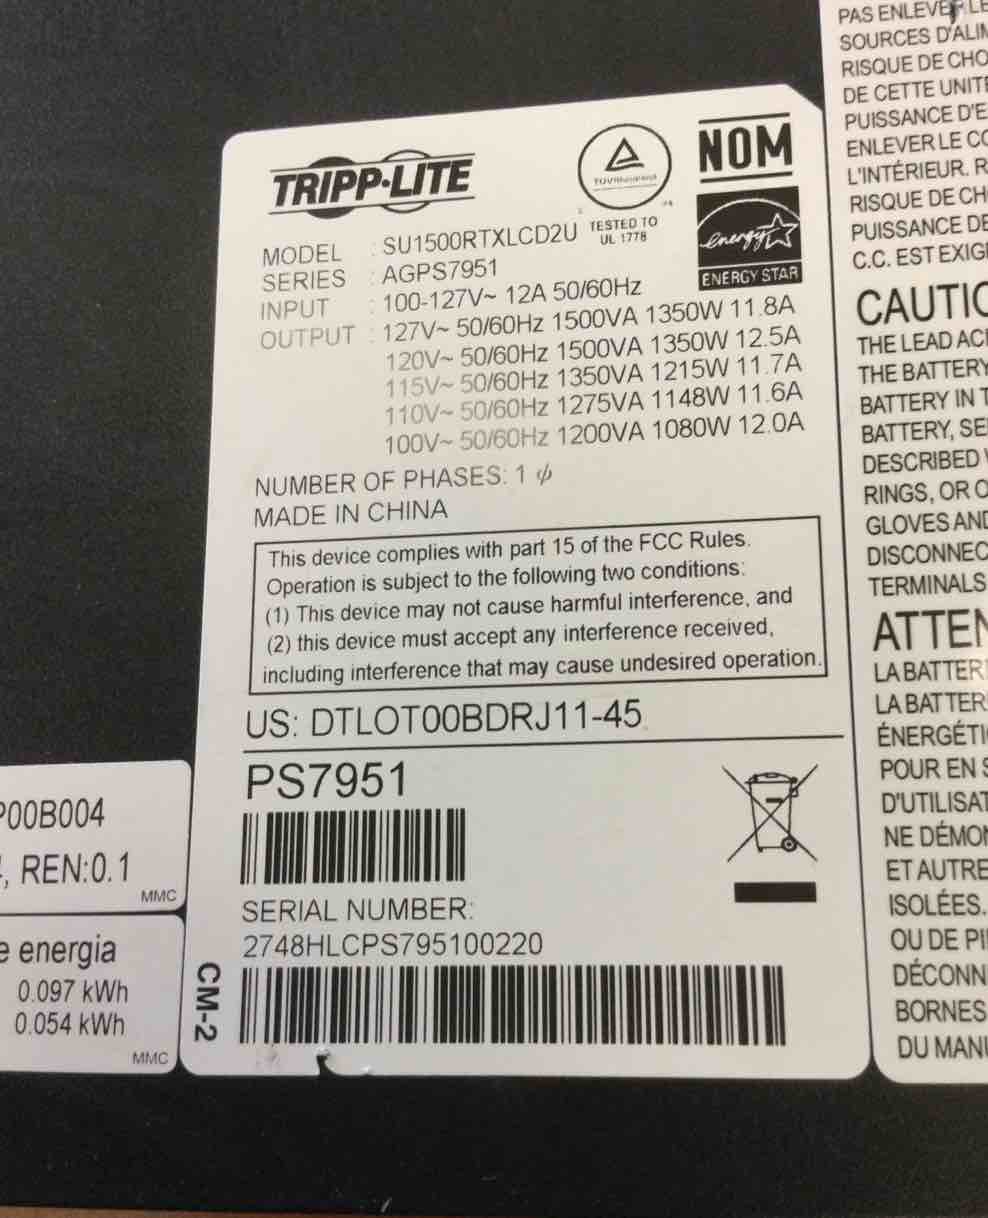 TRIPP·LITE
TÜVRheinland
TESTED TO
UL 1778
NOM
energy
ENERGY STAR
MODEL : SU1500RTXLCD2U
SERIES : AGPS7951
INPUT : 100-127V~ 12A 50/60Hz
OUTPUT : 127V~ 50/60Hz 1500VA 1350W 11.8A
120V~ 50/60Hz 1500VA 1350W 12.5A
115V~ 50/60Hz 1350VA 1215W 11.7A
110V~ 50/60Hz 1275VA 1148W 11.6A
100V~ 50/60Hz 1200VA 1080W 12.0A
NUMBER OF PHASES: 1 ϕ
MADE IN CHINA
This device complies with part 15 of the FCC Rules.
Operation is subject to the following two conditions:
(1) This device may not cause harmful interference, and
(2) this device must accept any interference received,
including interference that may cause undesired operation.
US: DTLOT00BDRJ11-45
PS7951
SERIAL NUMBER:
2748HLCPS795100220
CM-2
P00B004
, REN:0.1
MMC
e energia
0.097 kWh
0.054 kWh
MMC
PAS ENLEVER LE
SOURCES D'ALIM
RISQUE DE CHO
DE CETTE UNITÉ
PUISSANCE D'E
ENLEVER LE CO
L'INTÉRIEUR. R
RISQUE DE CH
PUISSANCE DE
C.C. EST EXIG
CAUTIO
THE LEAD ACI
THE BATTERY
BATTERY IN T
BATTERY, SE
DESCRIBED
RINGS, OR O
GLOVES AND
DISCONNEC
TERMINALS
ATTEN
LA BATTER
LA BATTER
ÉNERGÉTI
POUR EN S
D'UTILISAT
NE DÉMON
ET AUTRE
ISOLÉES.
OU DE PI
DÉCONN
BORNES
DU MANU